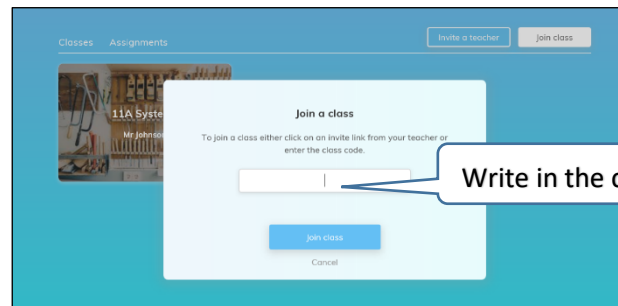 Classes Assignments
Invite a teacher
Join class
11A Syste
Mr Johnso
Join a class
To join a class either click on an invite link from your teacher or
enter the class code.
Write in the
Join class
Cancel